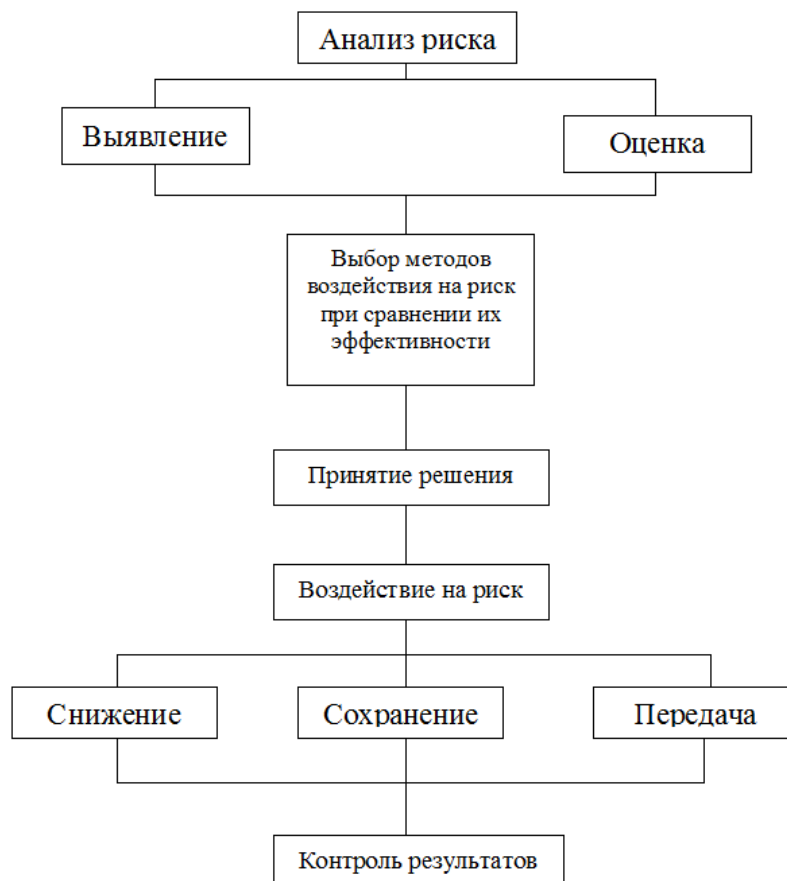 Анализ риска
Выявление
Оценка
Выбор методов
воздействия на риск
при сравнении их
эффективности
Принятие решения
Воздействие на риск
Снижение
Сохранение
Передача
Контроль результатов